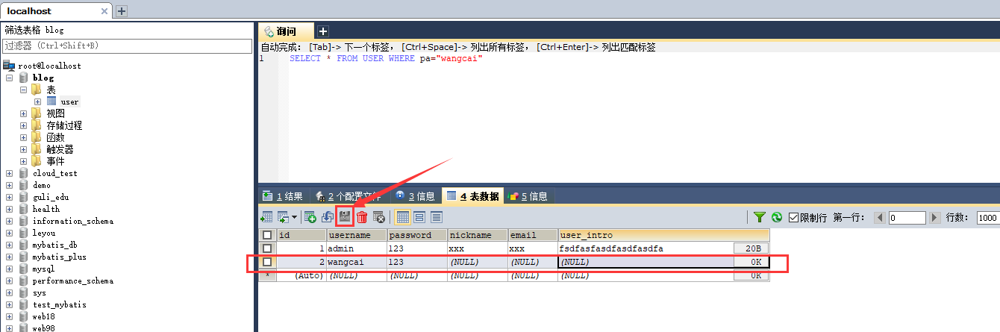 localhost
筛选表格 blog
过滤器 (Ctrl+Shift+B)
root@localhost
blog
表
user
视图
存储过程
函数
触发器
事件
cloud_test
demo
guli_edu
health
information_schema
leyou
mybatis_db
mybatis_plus
mysql
performance_schema
sys
test_mybatis
web18
web98
询问
自动完成: [Tab]-> 下一个标签, [Ctrl+Space]-> 列出所有标签, [Ctrl+Enter]-> 列出匹配标签
1 SELECT * FROM USER WHERE pa="wangcai"
1 结果 2 个配置文件 3 信息 4 表数据 5 信息
限制行 第一行: 0 行数: 1000
id username password nickname email user_intro
1 admin 123 xxx xxx fsdfasfasdfasdfasdfa 20B
2 wangcai 123 (NULL) (NULL) (NULL) 0K
* (Auto) (NULL) (NULL) (NULL) (NULL) (NULL) 0K